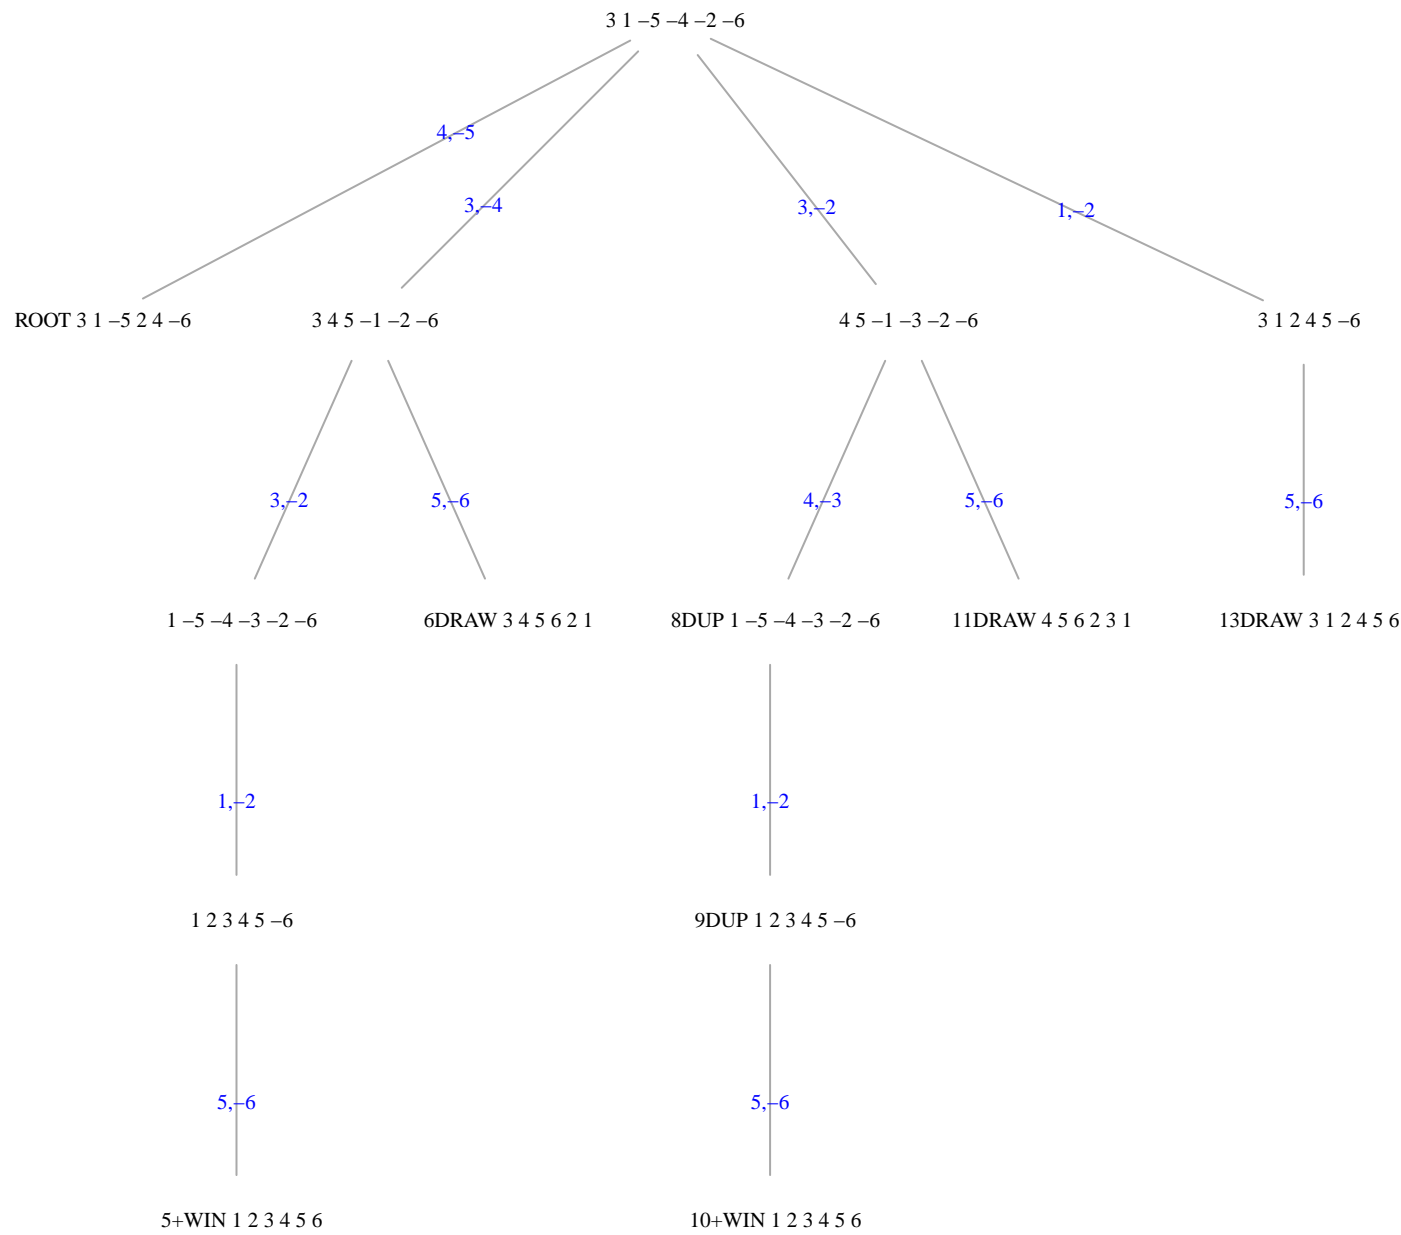 3 1 –5 –4 –2 –6
4,–5
3,–4
3,–2
1,–2
ROOT 3 1 –5 2 4 –6
3 4 5 –1 –2 –6
4 5 –1 –3 –2 –6
3 1 2 4 5 –6
3,–2
5,–6
4,–3
5,–6
5,–6
1 –5 –4 –3 –2 –6
6DRAW 3 4 5 6 2 1
8DUP 1 –5 –4 –3 –2 –6
11DRAW 4 5 6 2 3 1
13DRAW 3 1 2 4 5 6
1,–2
1,–2
1 2 3 4 5 –6
9DUP 1 2 3 4 5 –6
5,–6
5,–6
5+WIN 1 2 3 4 5 6
10+WIN 1 2 3 4 5 6